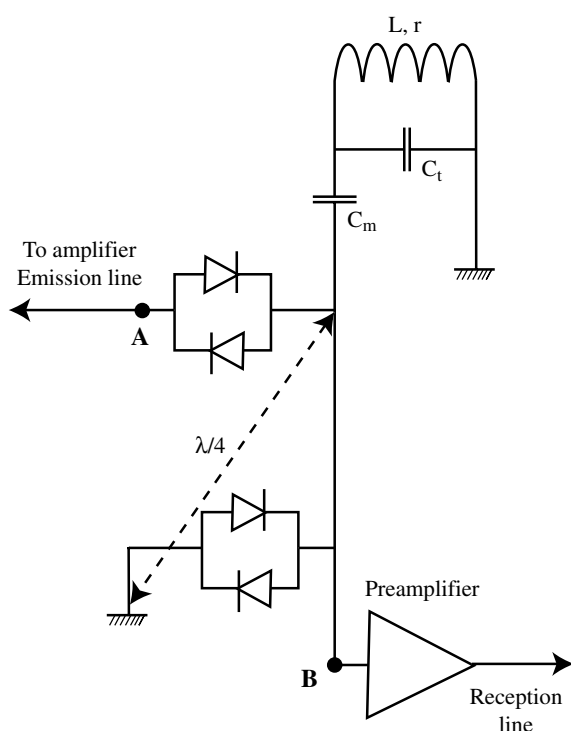 L, r
C_t
C_m
To amplifier
Emission line
A
λ/4
Preamplifier
B
Reception
line